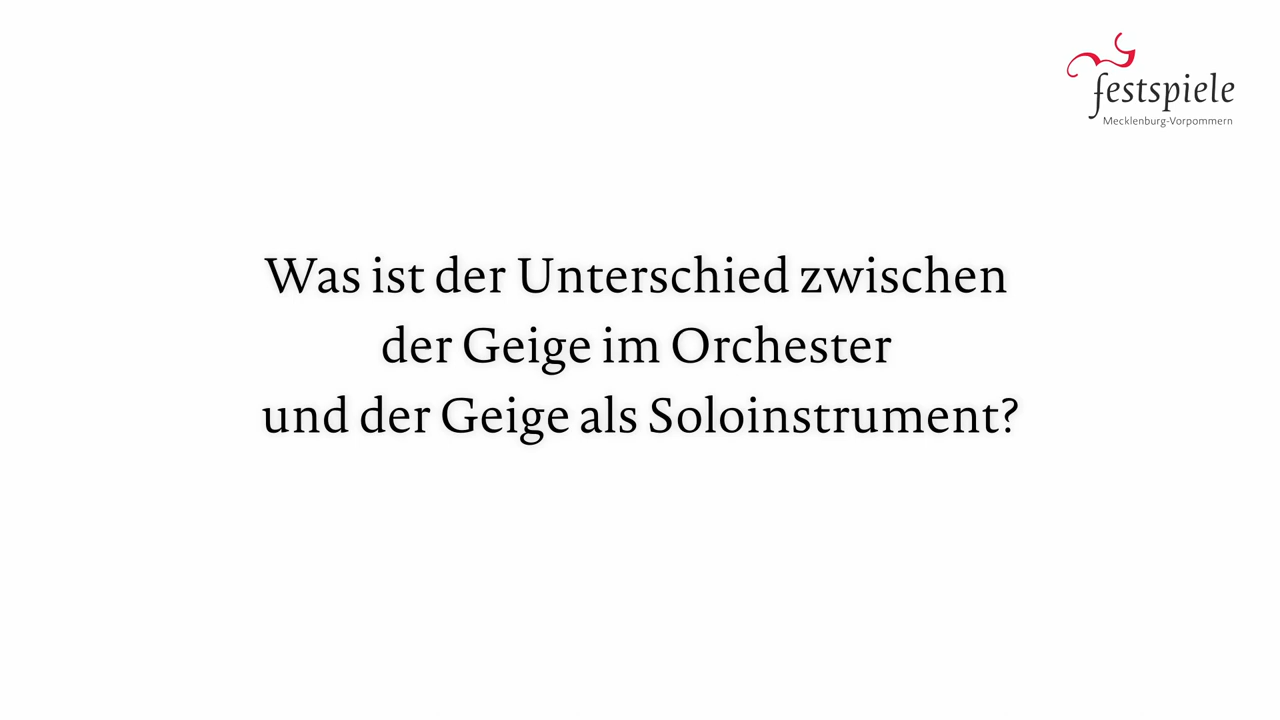 festspiele
Mecklenburg-Vorpommern
Was ist der Unterschied zwischen
der Geige im Orchester
und der Geige als Soloinstrument?